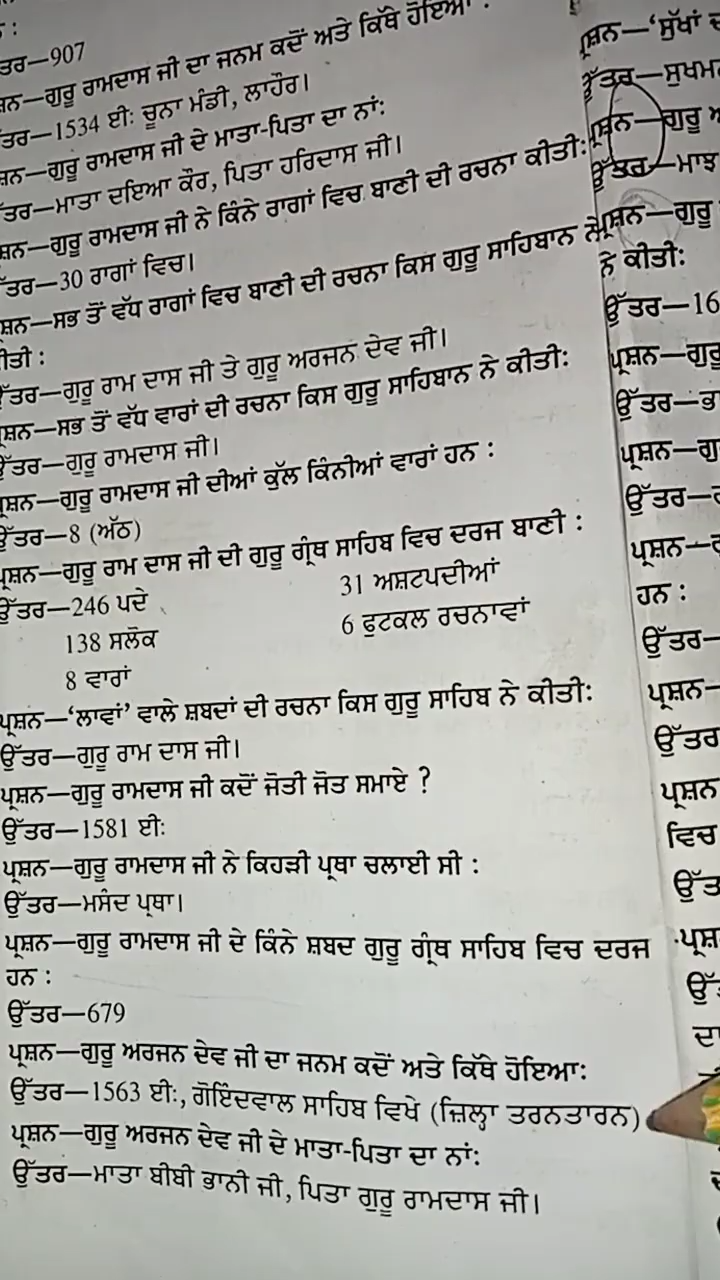 ਤਰ—907
ਸ਼ਨ—ਗੁਰੂ ਰਾਮਦਾਸ ਜੀ ਦਾ ਜਨਮ ਕਦੋਂ ਅਤੇ ਕਿੱਥੇ ਹੋਇਆ :
ਤਰ—1534 ਈਃ ਚੂਨਾ ਮੰਡੀ, ਲਾਹੌਰ।
ਸ਼ਨ—ਗੁਰੂ ਰਾਮਦਾਸ ਜੀ ਦੇ ਮਾਤਾ-ਪਿਤਾ ਦਾ ਨਾਂ:
ਤਰ—ਮਾਤਾ ਦਇਆ ਕੌਰ, ਪਿਤਾ ਹਰਿਦਾਸ ਜੀ।
ਸ਼ਨ—ਗੁਰੂ ਰਾਮਦਾਸ ਜੀ ਨੇ ਕਿੰਨੇ ਰਾਗਾਂ ਵਿਚ ਬਾਣੀ ਦੀ ਰਚਨਾ ਕੀਤੀ:
ਤਰ—30 ਰਾਗਾਂ ਵਿਚ।
ਸ਼ਨ—ਸਭ ਤੋਂ ਵੱਧ ਰਾਗਾਂ ਵਿਚ ਬਾਣੀ ਦੀ ਰਚਨਾ ਕਿਸ ਗੁਰੂ ਸਾਹਿਬਾਨ ਨੇ
ੀਤੀ :
ਉੱਤਰ—ਗੁਰੂ ਰਾਮ ਦਾਸ ਜੀ ਤੇ ਗੁਰੂ ਅਰਜਨ ਦੇਵ ਜੀ।
ਪ੍ਰਸ਼ਨ—ਸਭ ਤੋਂ ਵੱਧ ਵਾਰਾਂ ਦੀ ਰਚਨਾ ਕਿਸ ਗੁਰੂ ਸਾਹਿਬਾਨ ਨੇ ਕੀਤੀ:
ਉੱਤਰ—ਗੁਰੂ ਰਾਮਦਾਸ ਜੀ।
ਪ੍ਰਸ਼ਨ—ਗੁਰੂ ਰਾਮਦਾਸ ਜੀ ਦੀਆਂ ਕੁੱਲ ਕਿੰਨੀਆਂ ਵਾਰਾਂ ਹਨ :
ਉੱਤਰ—8 (ਅੱਠ)
ਪ੍ਰਸ਼ਨ—ਗੁਰੂ ਰਾਮ ਦਾਸ ਜੀ ਦੀ ਗੁਰੂ ਗ੍ਰੰਥ ਸਾਹਿਬ ਵਿਚ ਦਰਜ ਬਾਣੀ :
ਉੱਤਰ—246 ਪਦੇ 31 ਅਸ਼ਟਪਦੀਆਂ
138 ਸਲੋਕ 6 ਫੁਟਕਲ ਰਚਨਾਵਾਂ
8 ਵਾਰਾਂ
ਪ੍ਰਸ਼ਨ—‘ਲਾਵਾਂ’ ਵਾਲੇ ਸ਼ਬਦਾਂ ਦੀ ਰਚਨਾ ਕਿਸ ਗੁਰੂ ਸਾਹਿਬ ਨੇ ਕੀਤੀ:
ਉੱਤਰ—ਗੁਰੂ ਰਾਮ ਦਾਸ ਜੀ।
ਪ੍ਰਸ਼ਨ—ਗੁਰੂ ਰਾਮਦਾਸ ਜੀ ਕਦੋਂ ਜੋਤੀ ਜੋਤ ਸਮਾਏ ?
ਉੱਤਰ—1581 ਈਃ
ਪ੍ਰਸ਼ਨ—ਗੁਰੂ ਰਾਮਦਾਸ ਜੀ ਨੇ ਕਿਹੜੀ ਪ੍ਰਥਾ ਚਲਾਈ ਸੀ :
ਉੱਤਰ—ਮਸੰਦ ਪ੍ਰਥਾ।
ਪ੍ਰਸ਼ਨ—ਗੁਰੂ ਰਾਮਦਾਸ ਜੀ ਦੇ ਕਿੰਨੇ ਸ਼ਬਦ ਗੁਰੂ ਗ੍ਰੰਥ ਸਾਹਿਬ ਵਿਚ ਦਰਜ
ਹਨ :
ਉੱਤਰ—679
ਪ੍ਰਸ਼ਨ—ਗੁਰੂ ਅਰਜਨ ਦੇਵ ਜੀ ਦਾ ਜਨਮ ਕਦੋਂ ਅਤੇ ਕਿੱਥੇ ਹੋਇਆ:
ਉੱਤਰ—1563 ਈਃ, ਗੋਇੰਦਵਾਲ ਸਾਹਿਬ ਵਿਖੇ (ਜ਼ਿਲ੍ਹਾ ਤਰਨਤਾਰਨ)
ਪ੍ਰਸ਼ਨ—ਗੁਰੂ ਅਰਜਨ ਦੇਵ ਜੀ ਦੇ ਮਾਤਾ-ਪਿਤਾ ਦਾ ਨਾਂ:
ਉੱਤਰ—ਮਾਤਾ ਬੀਬੀ ਭਾਨੀ ਜੀ, ਪਿਤਾ ਗੁਰੂ ਰਾਮਦਾਸ ਜੀ।
ਪ੍ਰਸ਼ਨ—‘ਸੁੱਖਾਂ
ਉੱਤਰ—ਸੁਖਮ
ਪ੍ਰਸ਼ਨ—ਗੁਰੂ
ਉੱਤਰ—ਮਾਝ
ਪ੍ਰਸ਼ਨ—ਗੁਰੂ
ਨੇ ਕੀਤੀ:
ਉੱਤਰ—16
ਪ੍ਰਸ਼ਨ—ਗੁਰੂ
ਉੱਤਰ—ਭਾ
ਪ੍ਰਸ਼ਨ—ਗੁ
ਉੱਤਰ—
ਪ੍ਰਸ਼ਨ—
ਹਨ :
ਉੱਤਰ—
ਪ੍ਰਸ਼ਨ—
ਉੱਤਰ
ਪ੍ਰਸ਼ਨ
ਵਿਚ
ਉੱਤ
ਪ੍ਰਸ਼
ਉੱ
ਦਾ